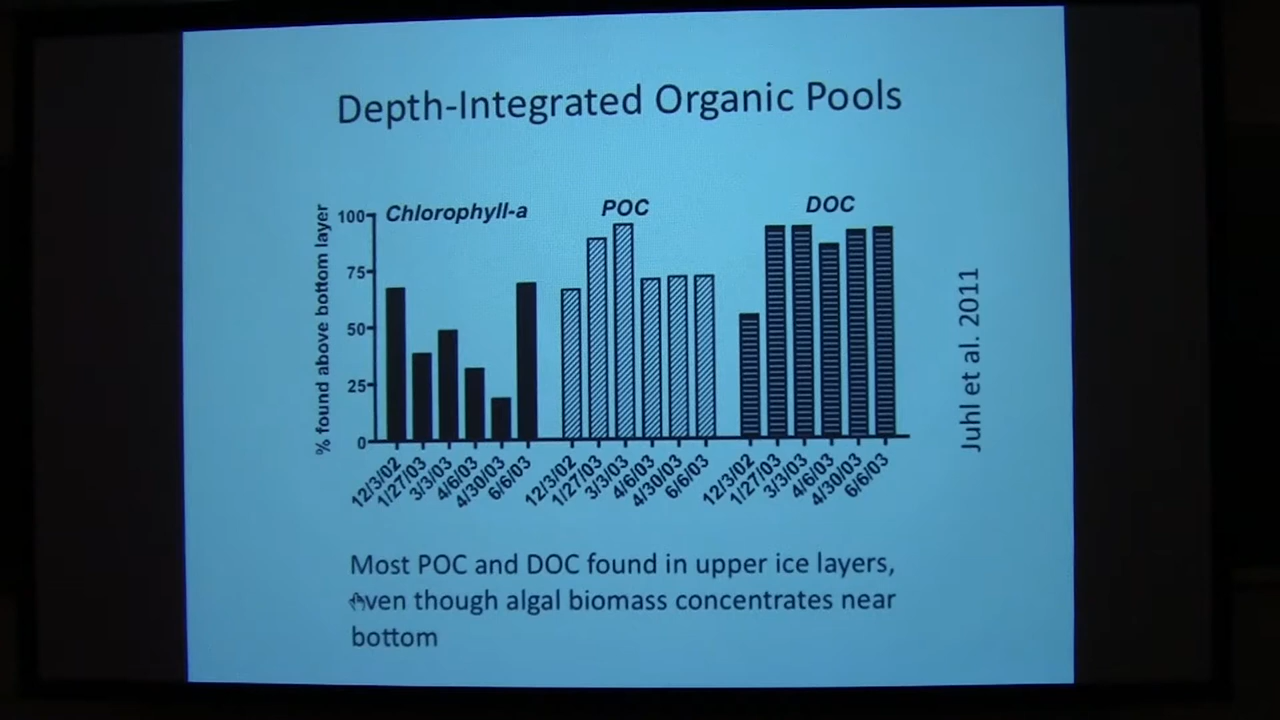 Depth-Integrated Organic Pools
% found above bottom layer
100
75
50
25
0
Chlorophyll-a
POC
DOC
12/3/02
1/27/03
3/3/03
4/6/03
4/30/03
6/6/03
12/3/02
1/27/03
3/3/03
4/6/03
4/30/03
6/6/03
12/3/02
1/27/03
3/3/03
4/6/03
4/30/03
6/6/03
Juhl et al. 2011
Most POC and DOC found in upper ice layers,
even though algal biomass concentrates near
bottom